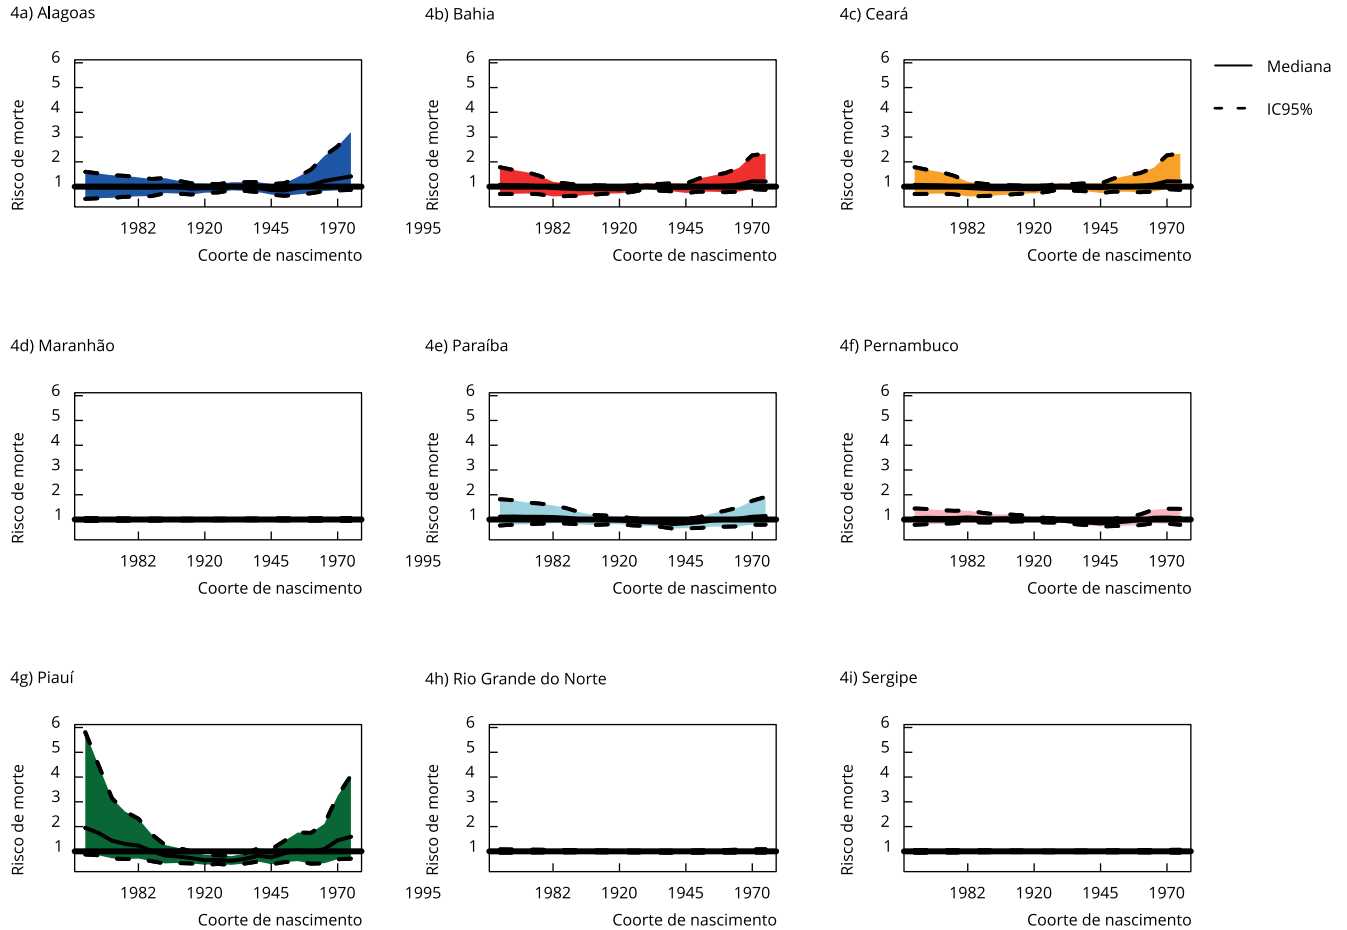 4a) Alagoas
4b) Bahia
4c) Ceará
Risco de morte
6
5
4
3
2
1
1982 1920 1945 1970 1995
Coorte de nascimento
Risco de morte
6
5
4
3
2
1
1982 1920 1945 1970
Coorte de nascimento
Risco de morte
6
5
4
3
2
1
1982 1920 1945 1970
Coorte de nascimento
Mediana
IC95%
4d) Maranhão
4e) Paraíba
4f) Pernambuco
Risco de morte
6
5
4
3
2
1
1982 1920 1945 1970 1995
Coorte de nascimento
Risco de morte
6
5
4
3
2
1
1982 1920 1945 1970
Coorte de nascimento
Risco de morte
6
5
4
3
2
1
1982 1920 1945 1970
Coorte de nascimento
4g) Piauí
4h) Rio Grande do Norte
4i) Sergipe
Risco de morte
6
5
4
3
2
1
1982 1920 1945 1970 1995
Coorte de nascimento
Risco de morte
6
5
4
3
2
1
1982 1920 1945 1970
Coorte de nascimento
Risco de morte
6
5
4
3
2
1
1982 1920 1945 1970
Coorte de nascimento